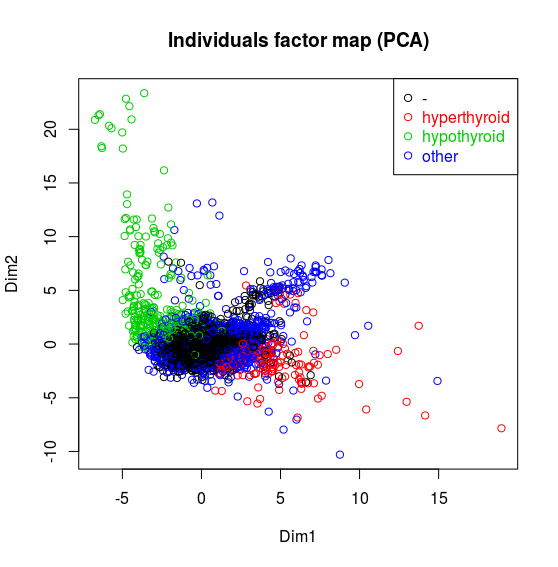 Individuals factor map (PCA)
-
hyperthyroid
hypothyroid
other
Dim2
20
15
10
5
0
-5
-10
-5
0
5
10
15
Dim1